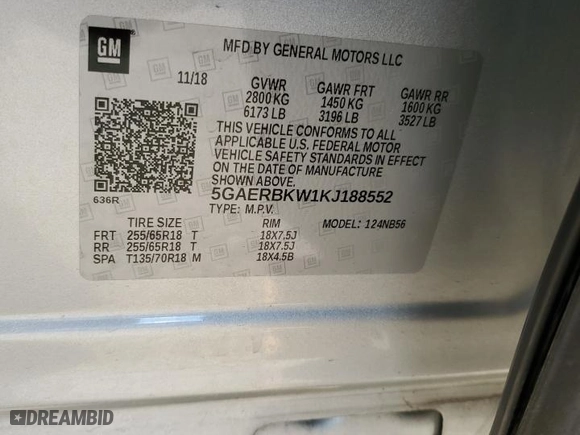 GM
MFD BY GENERAL MOTORS LLC
11/18
GVWR GAWR FRT GAWR RR
2800 KG 1450 KG 1600 KG
6173 LB 3196 LB 3527 LB
THIS VEHICLE CONFORMS TO ALL
APPLICABLE U.S. FEDERAL MOTOR
VEHICLE SAFETY STANDARDS IN EFFECT
ON THE DATE OF MANUFACTURE
SHOWN ABOVE.
636R
5GAERBKW1KJ188552
TYPE: M.P.V. MODEL: 124NB56
TIRE SIZE RIM
FRT 255/65R18 T 18X7.5J
RR 255/65R18 T 18X7.5J
SPA T135/70R18 M 18X4.5B
DREAMBID